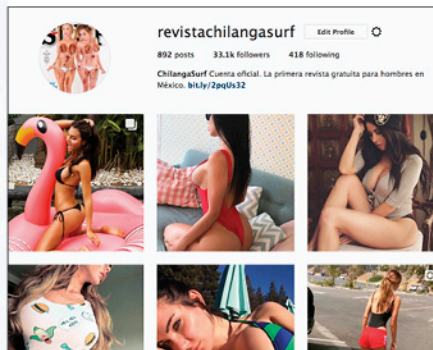 revistachilangasurf Edit Profile
892 posts 33.1k followers 418 following
ChilangaSurf Cuenta oficial. La primera revista gratuita para hombres en
México. bit.ly/2pqUs32